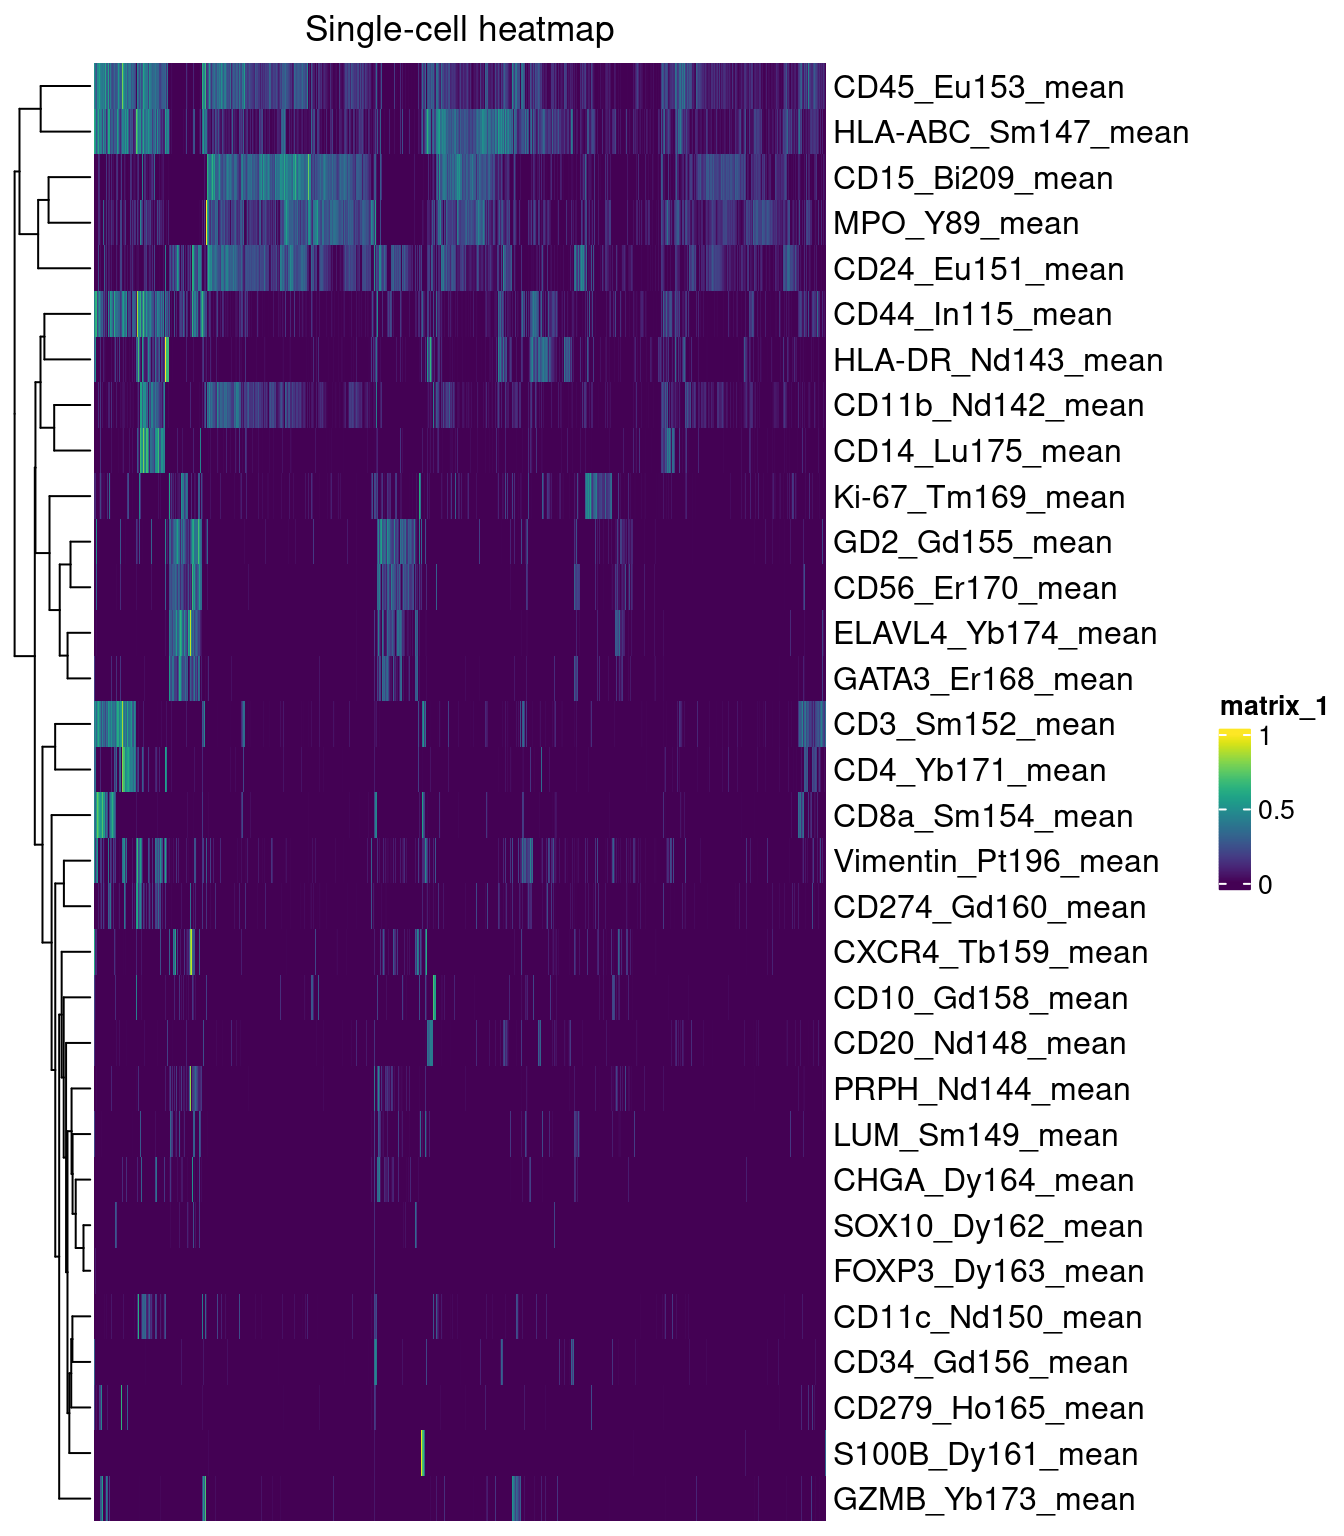 Single-cell heatmap
CD45_Eu153_mean
HLA-ABC_Sm147_mean
CD15_Bi209_mean
MPO_Y89_mean
CD24_Eu151_mean
CD44_In115_mean
HLA-DR_Nd143_mean
CD11b_Nd142_mean
CD14_Lu175_mean
Ki-67_Tm169_mean
GD2_Gd155_mean
CD56_Er170_mean
ELAVL4_Yb174_mean
GATA3_Er168_mean
CD3_Sm152_mean
CD4_Yb171_mean
CD8a_Sm154_mean
Vimentin_Pt196_mean
CD274_Gd160_mean
CXCR4_Tb159_mean
CD10_Gd158_mean
CD20_Nd148_mean
PRPH_Nd144_mean
LUM_Sm149_mean
CHGA_Dy164_mean
SOX10_Dy162_mean
FOXP3_Dy163_mean
CD11c_Nd150_mean
CD34_Gd156_mean
CD279_Ho165_mean
S100B_Dy161_mean
GZMB_Yb173_mean
matrix_1
1
0.5
0